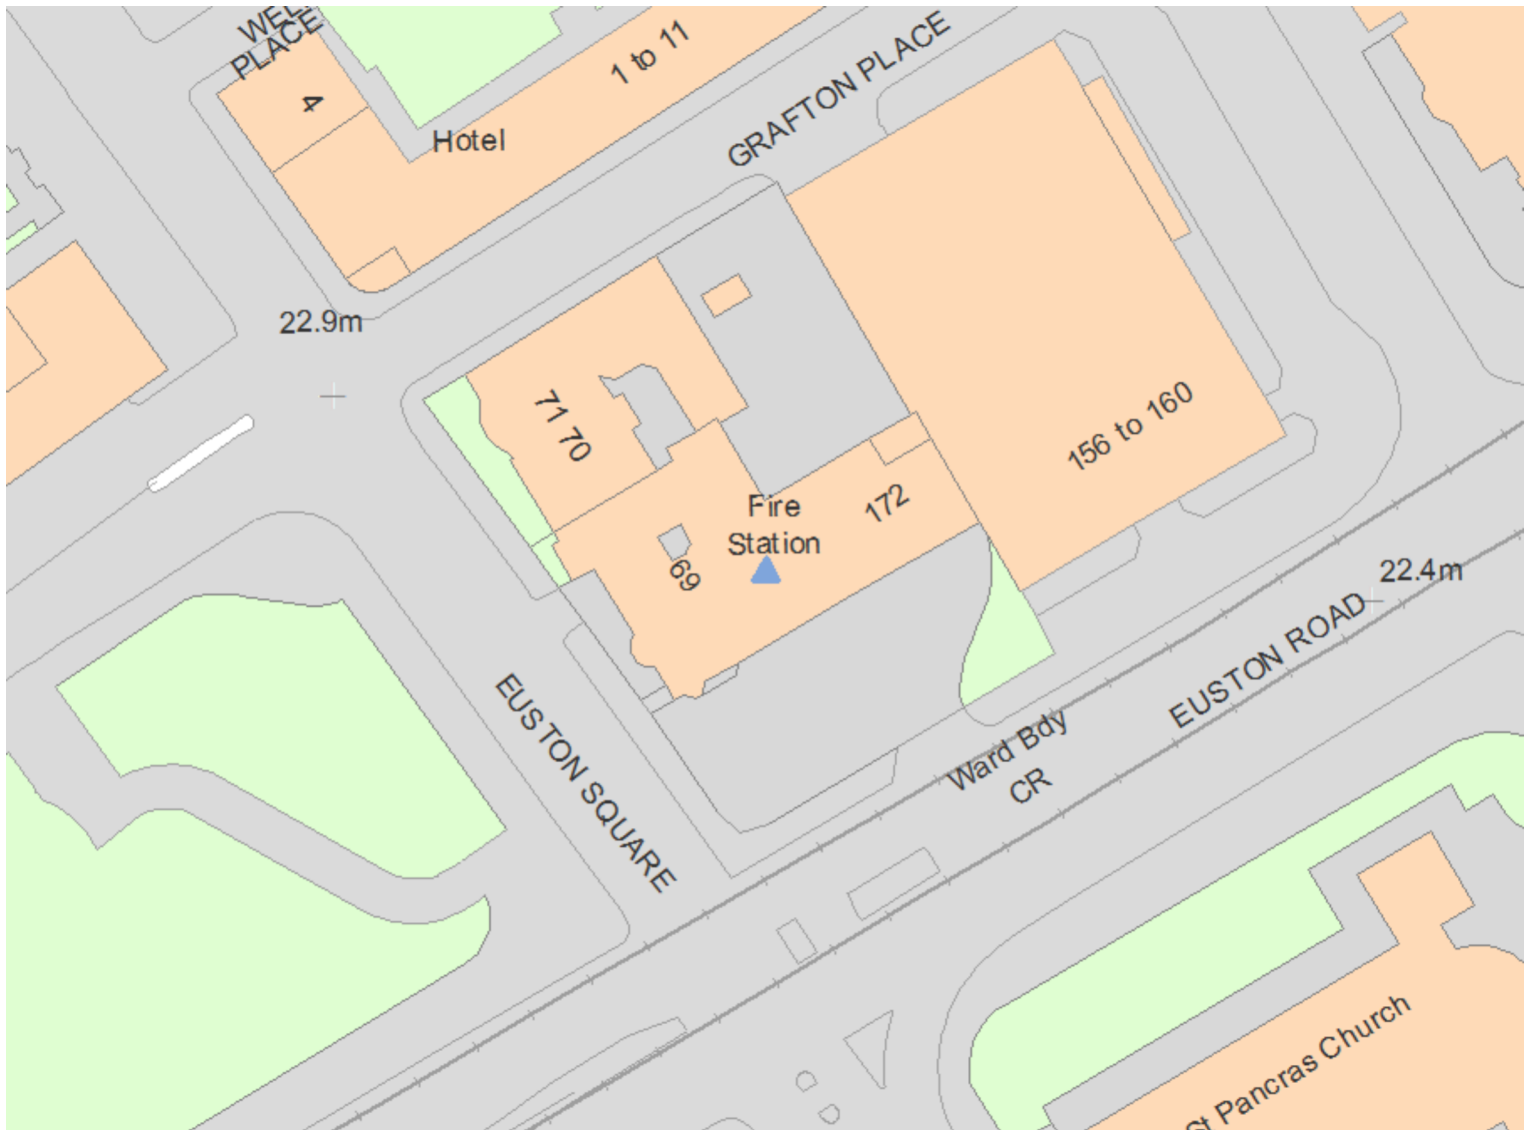 PLACE
4
Hotel
1 to 11
GRAFTON PLACE
22.9m
71 70
156 to 160
172
Fire
Station
69
22.4m
EUSTON ROAD
EUSTON SQUARE
Ward Bdy
CR
St Pancras Church